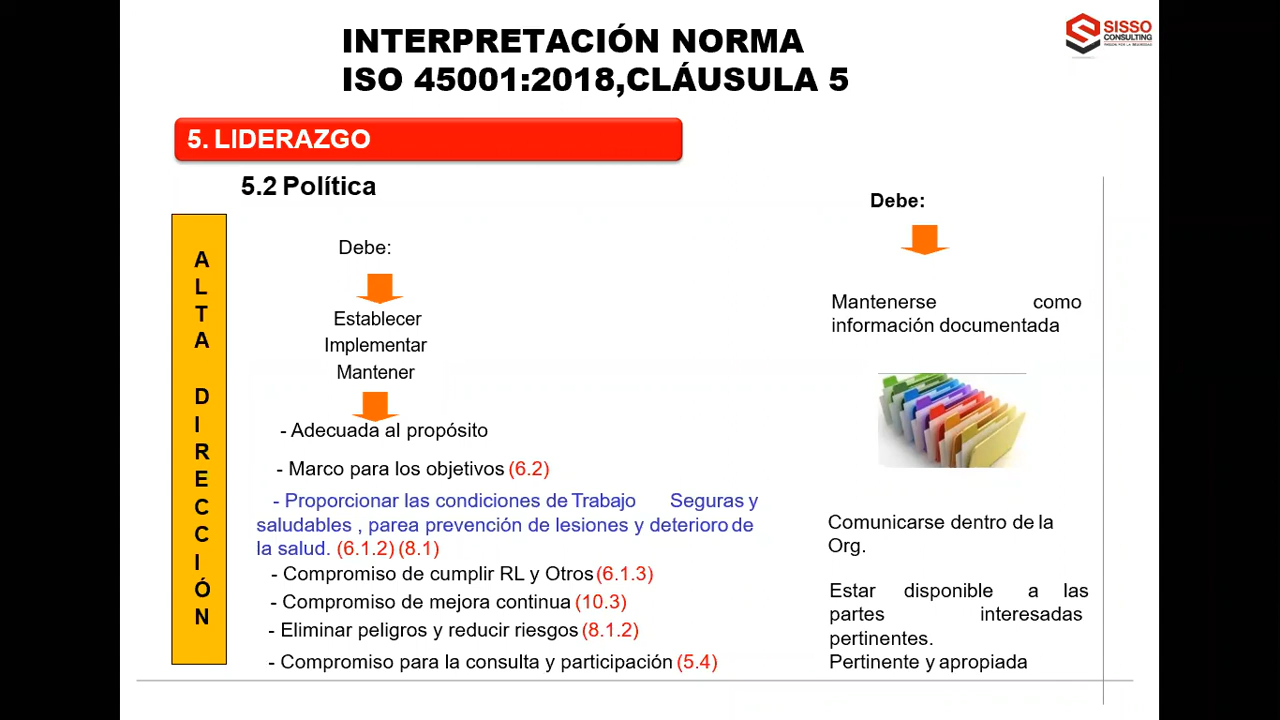 INTERPRETACIÓN NORMA
ISO 45001:2018,CLÁUSULA 5
SISSO
CONSULTING
5. LIDERAZGO
5.2 Política
ALTA DIRECCIÓN
Debe:
Establecer
Implementar
Mantener
- Adecuada al propósito
- Marco para los objetivos (6.2)
- Proporcionar las condiciones de Trabajo Seguras y
saludables , parea prevención de lesiones y deterioro de
la salud. (6.1.2) (8.1)
- Compromiso de cumplir RL y Otros (6.1.3)
- Compromiso de mejora continua (10.3)
- Eliminar peligros y reducir riesgos (8.1.2)
- Compromiso para la consulta y participación (5.4)
Debe:
Mantenerse como
información documentada
Comunicarse dentro de la
Org.
Estar disponible a las
partes interesadas
pertinentes.
Pertinente y apropiada